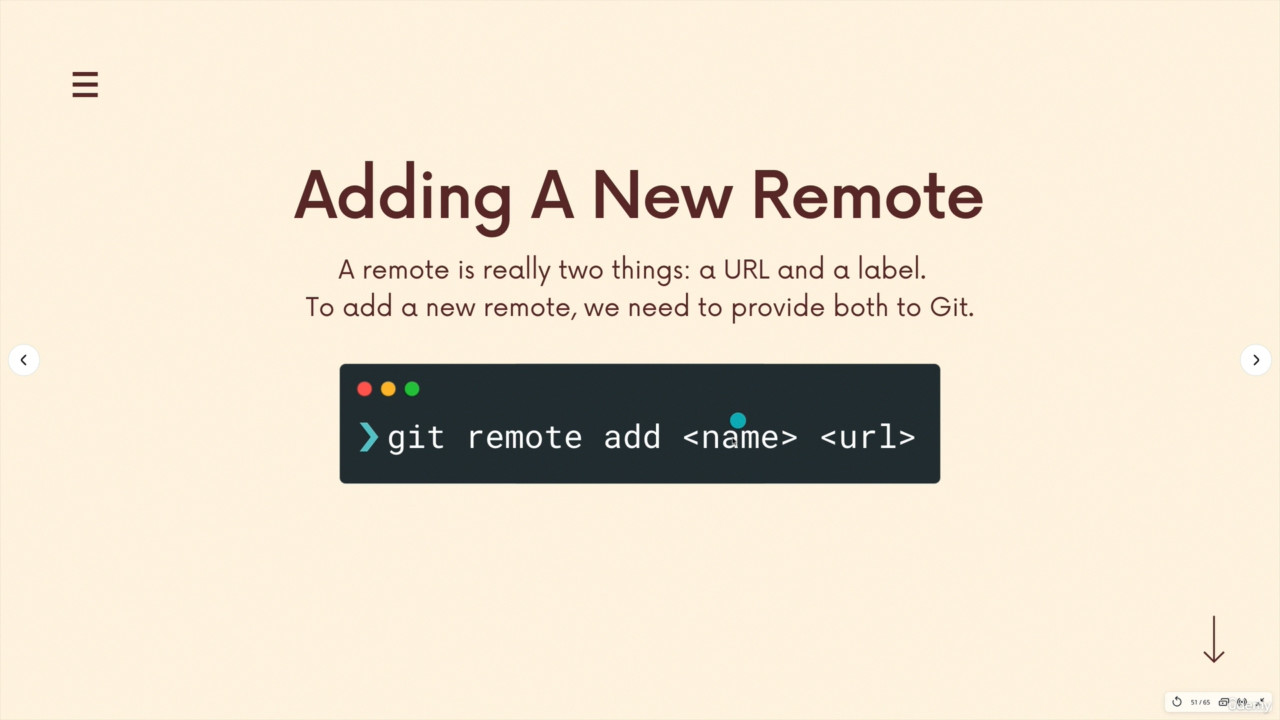 Adding A New Remote
A remote is really two things: a URL and a label.
To add a new remote, we need to provide both to Git.
❯git remote add <name> <url>
51 / 65
udemy